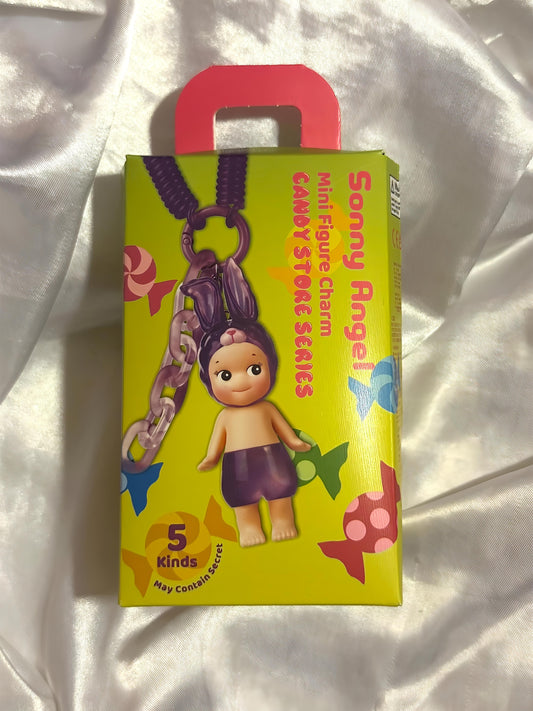 Sonny Angel
Mini Figure Charm
CANDY STORE SERIES
5
Kinds
May Contain Secret